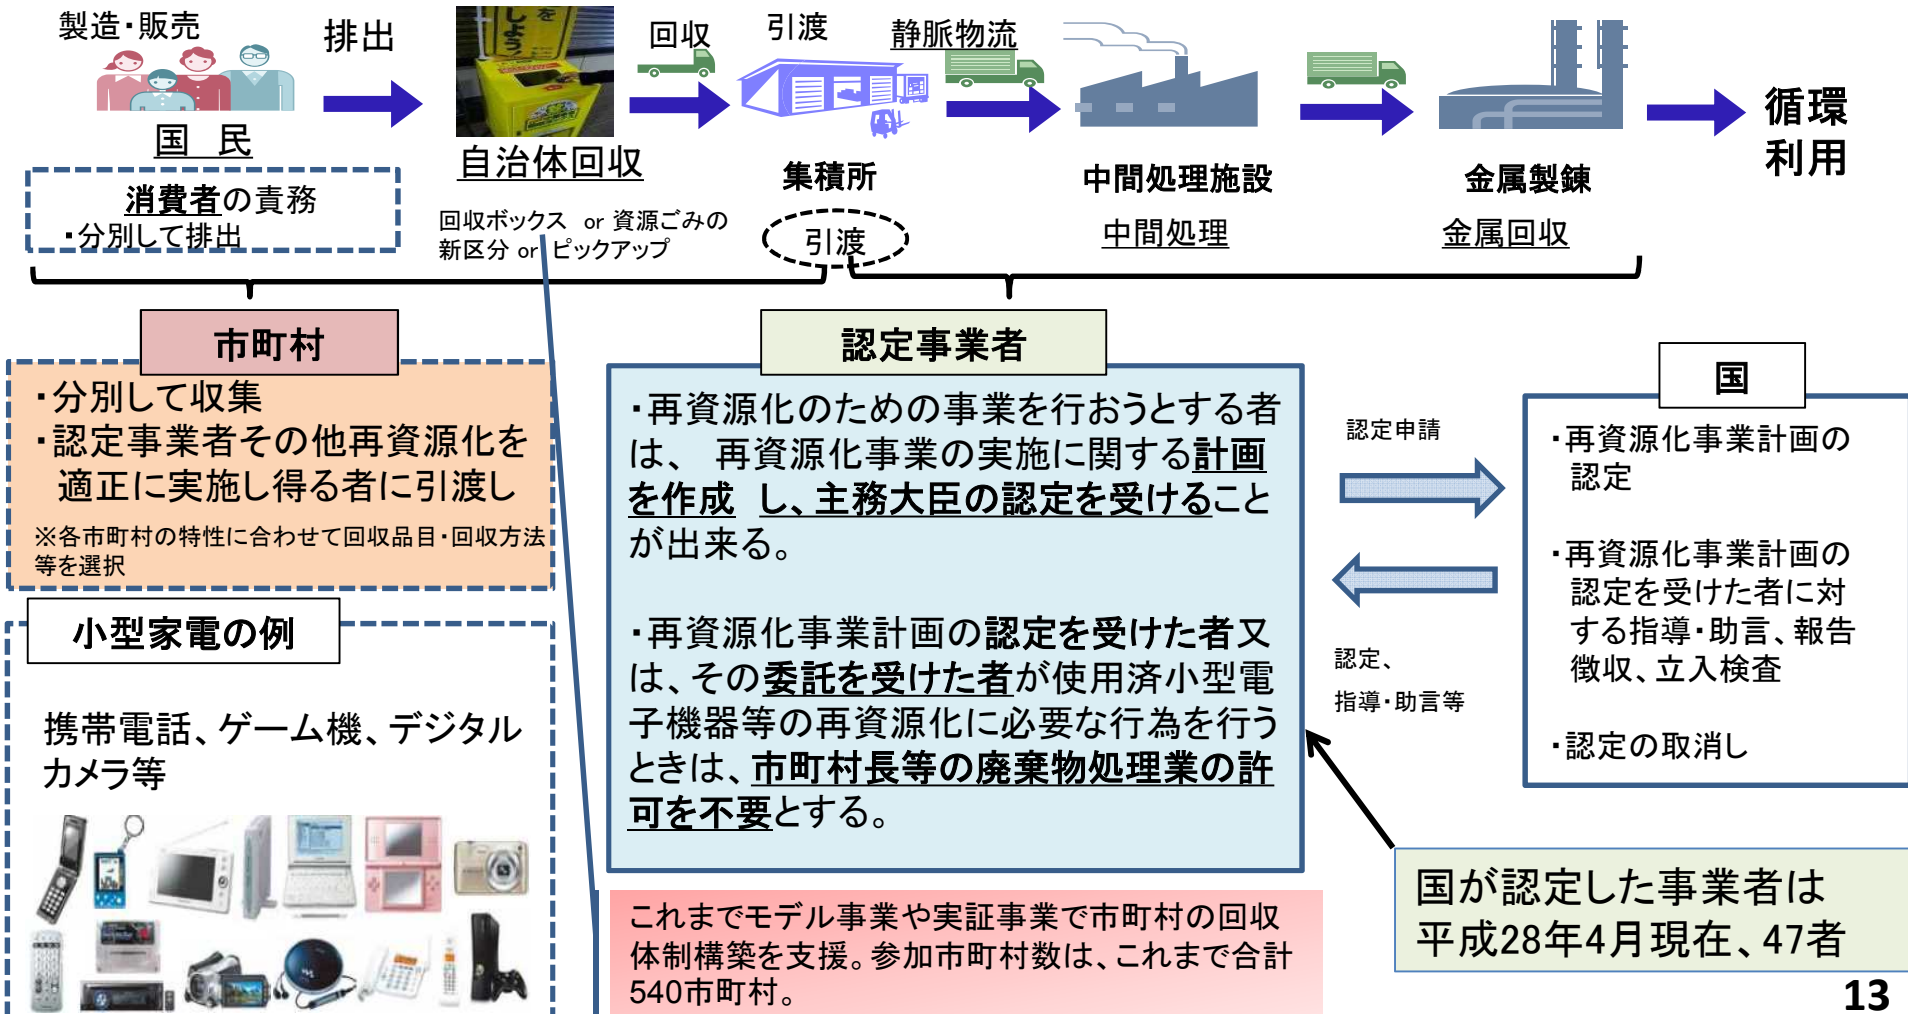 製造・販売
排出
回収
引渡
静脈物流
を
しよう!
国 民
自治体回収
集積所
中間処理施設
金属製錬
循環
利用
消費者の責務
・分別して排出
回収ボックス or 資源ごみの
新区分 or ピックアップ
引渡
中間処理
金属回収
市町村
・分別して収集
・認定事業者その他再資源化を
適正に実施し得る者に引渡し
※各市町村の特性に合わせて回収品目・回収方法
等を選択
認定事業者
・再資源化のための事業を行おうとする者
は、 再資源化事業の実施に関する計画
を作成 し、主務大臣の認定を受けること
が出来る。
・再資源化事業計画の認定を受けた者又
は、その委託を受けた者が使用済小型電
子機器等の再資源化に必要な行為を行う
ときは、市町村長等の廃棄物処理業の許
可を不要とする。
認定申請
認定、
指導・助言等
国
・再資源化事業計画の
認定
・再資源化事業計画の
認定を受けた者に対
する指導・助言、報告
徴収、立入検査
・認定の取消し
小型家電の例
携帯電話、ゲーム機、デジタル
カメラ等
これまでモデル事業や実証事業で市町村の回収
体制構築を支援。参加市町村数は、これまで合計
540市町村。
国が認定した事業者は
平成28年4月現在、47者
13